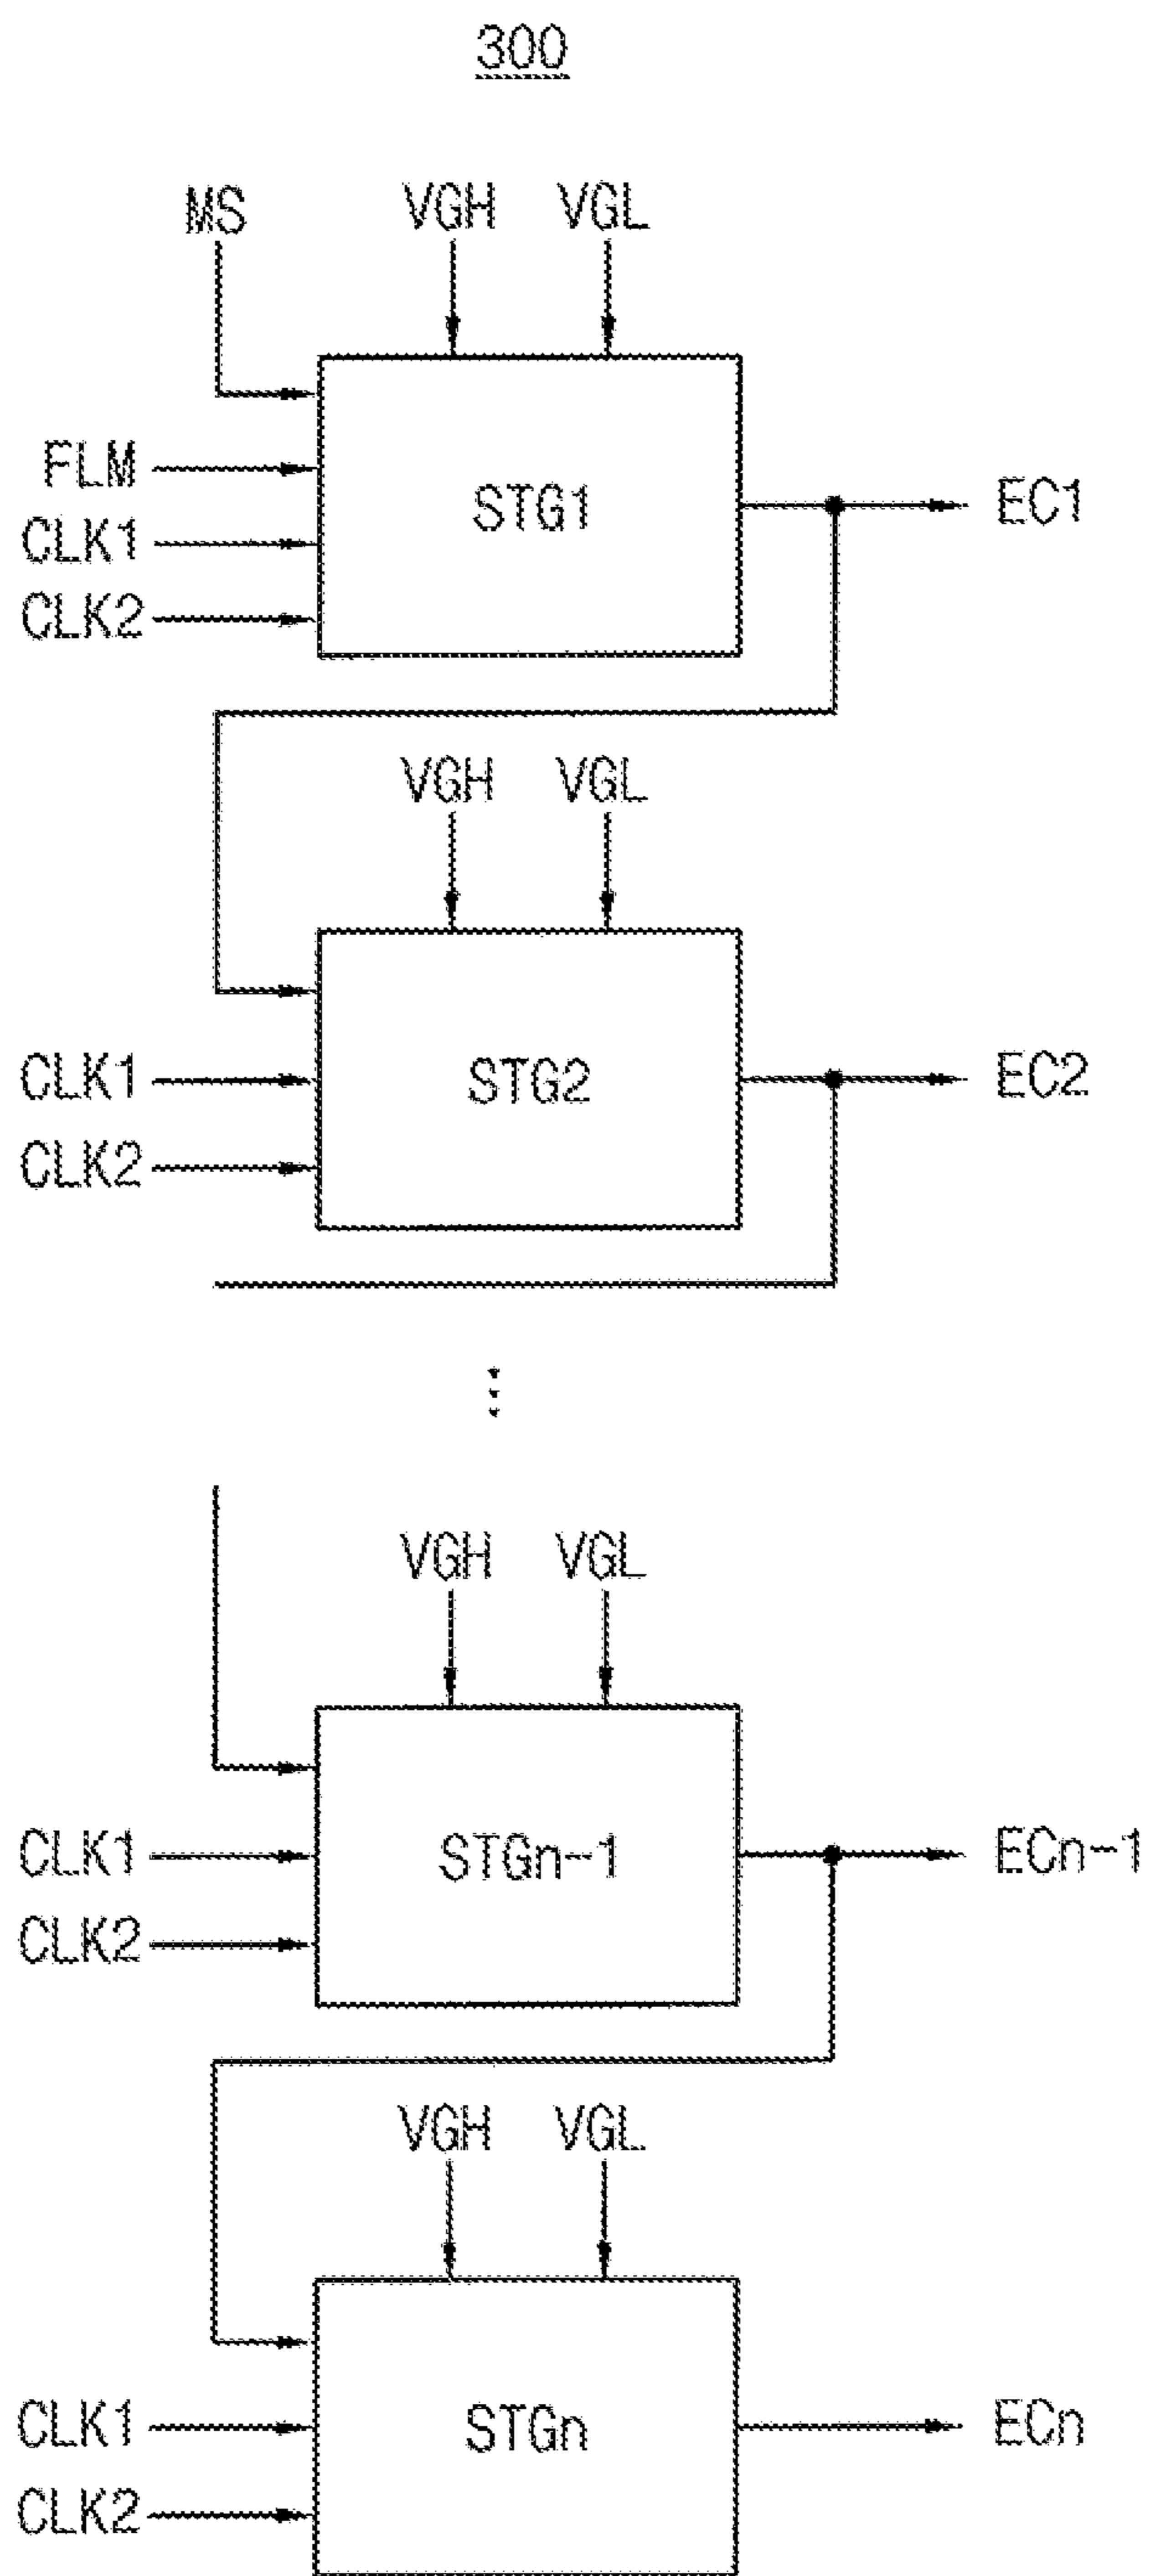 300
MS VGH VGL
FLM
CLK1
CLK2
STG1
EC1
VGH VGL
CLK1
CLK2
STG2
EC2
VGH VGL
CLK1
CLK2
STGn-1
ECn-1
VGH VGL
CLK1
CLK2
STGn
ECn